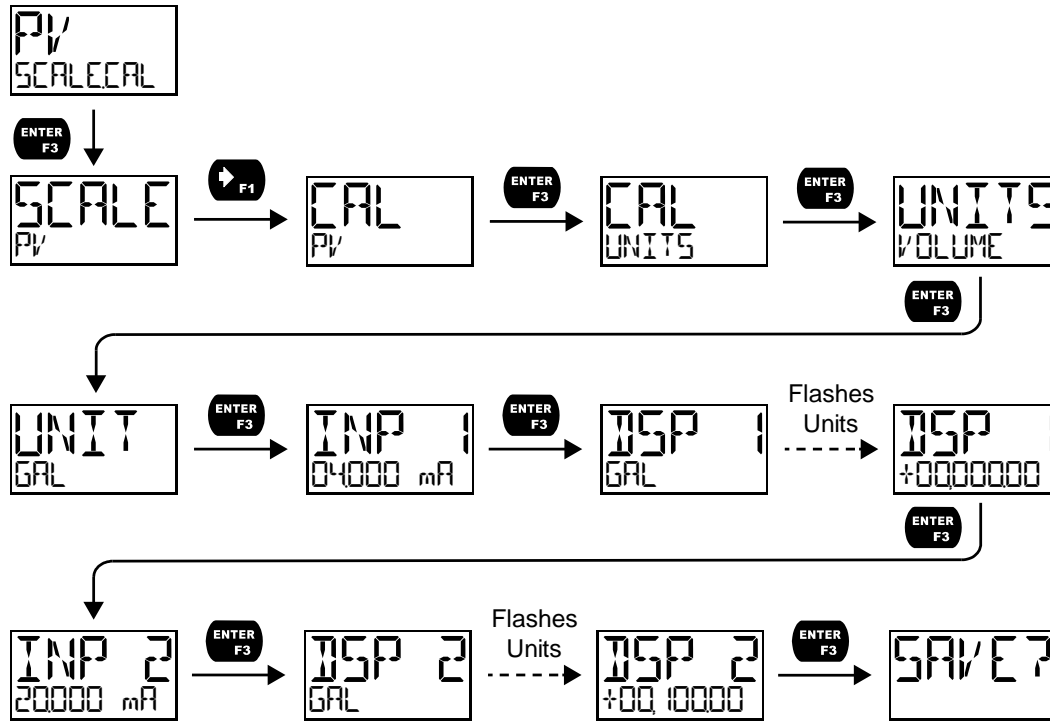 PV
SCALE.CAL
ENTER
F3
SCALE
PV
F1
CAL
PV
ENTER
F3
CAL
UNITS
ENTER
F3
UNITS
VOLUME
ENTER
F3
UNIT
GAL
ENTER
F3
INP 1
04.000 mA
ENTER
F3
DSP 1
GAL
Flashes
Units
DSP 1
+00,000.00
ENTER
F3
INP 2
20.000 mA
ENTER
F3
DSP 2
GAL
Flashes
Units
DSP 2
+00,100.00
ENTER
F3
SAVE?